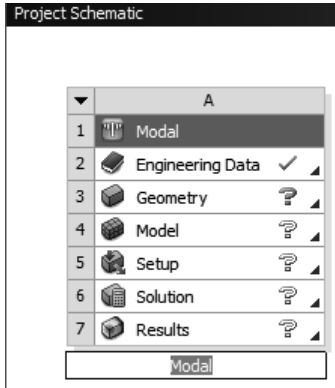 Project Schematic
A
1 Modal
2 Engineering Data
3 Geometry
4 Model
5 Setup
6 Solution
7 Results
Modal